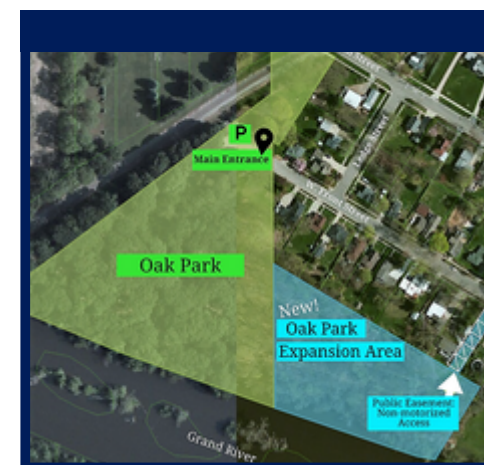 P
Main Entrance
Oak Park
New!
Oak Park
Expansion Area
Public Easement:
Non-motorized
Access
Grand River